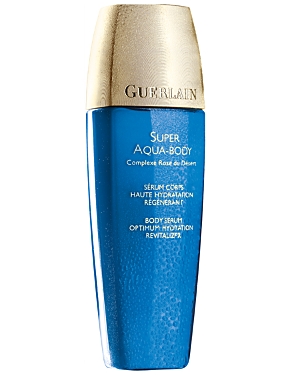 GUERLAIN
SUPER
AQUA-BODY
Complexe Rose du Désert
SÉRUM CORPS
HAUTE HYDRATATION
RÉGÉNÉRANT
BODY SERUM
OPTIMUM HYDRATION
REVITALIZER